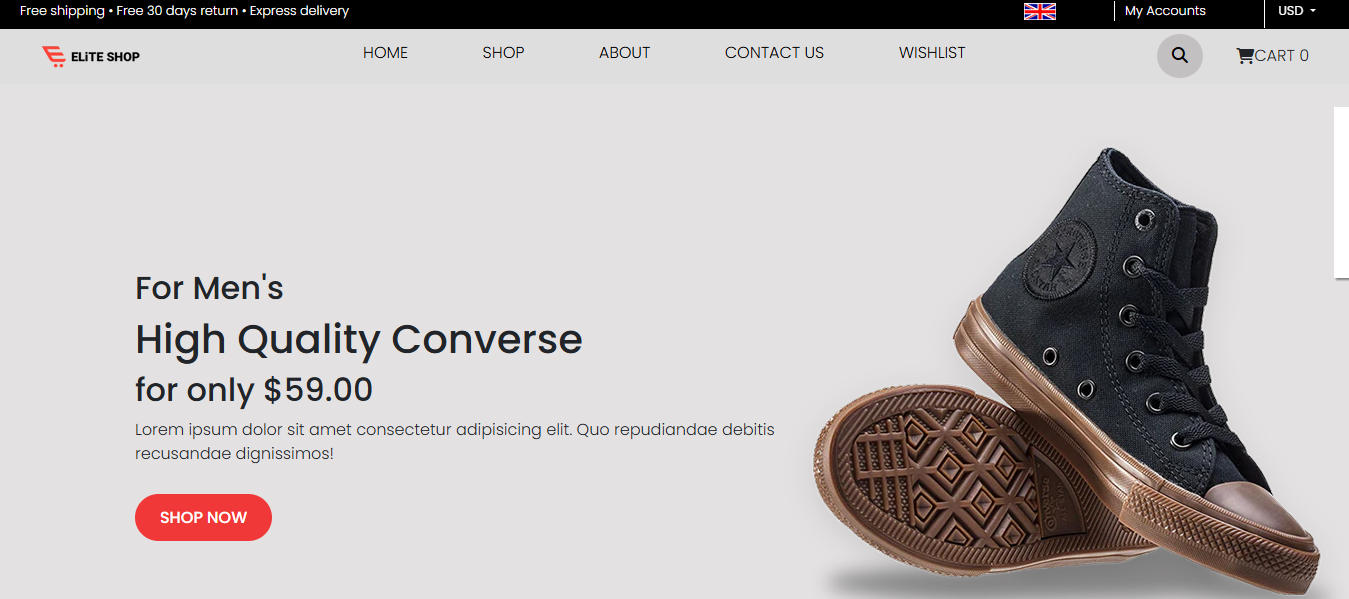 Free shipping • Free 30 days return • Express delivery
My Accounts
USD
ELiTE SHOP
HOME
SHOP
ABOUT
CONTACT US
WISHLIST
CART 0
For Men's
High Quality Converse
for only $59.00
Lorem ipsum dolor sit amet consectetur adipisicing elit. Quo repudiandae debitis
recusandae dignissimos!
SHOP NOW